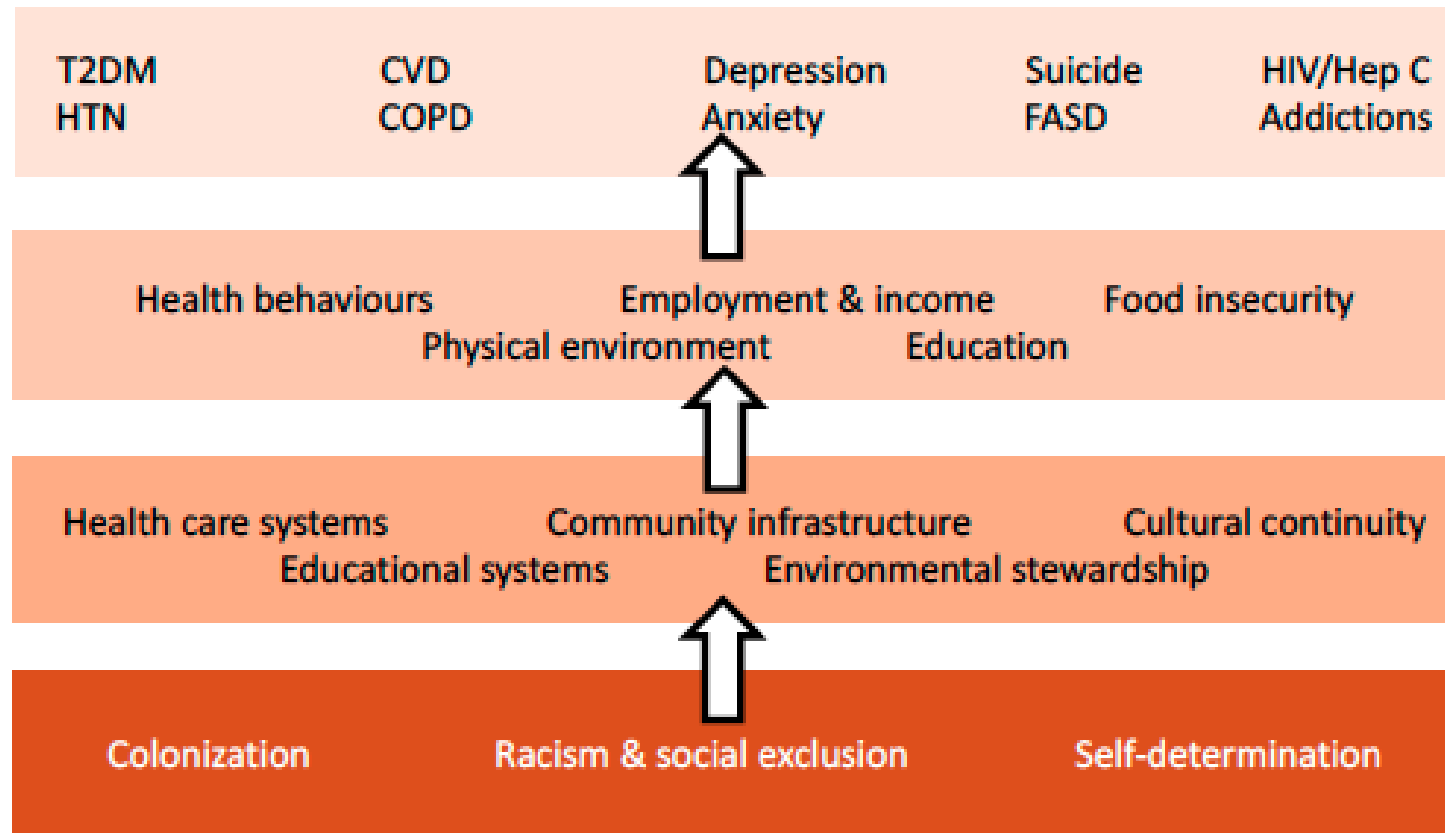 T2DM CVD Depression Suicide HIV/Hep C
HTN COPD Anxiety FASD Addictions
Health behaviours Employment & income Food insecurity
Physical environment Education
Health care systems Community infrastructure Cultural continuity
Educational systems Environmental stewardship
Colonization Racism & social exclusion Self-determination